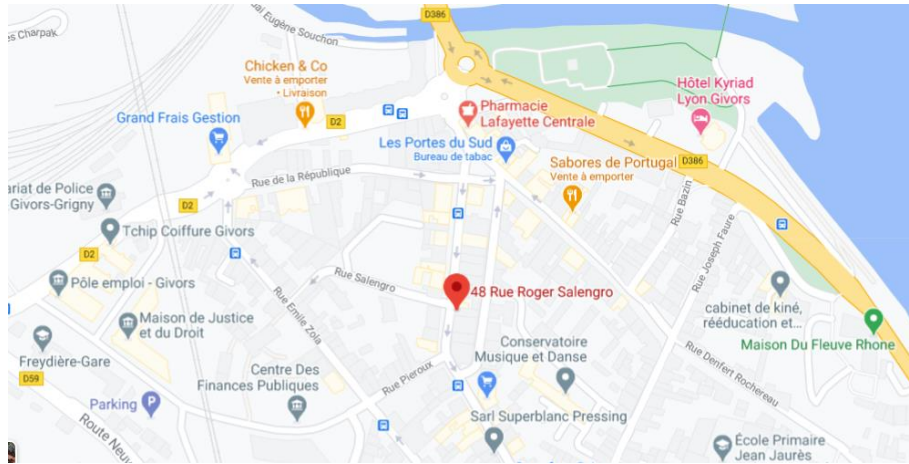 D386
es Charpak
ai Eugène Souchon
Chicken & Co
Vente à emporter
• Livraison
Hôtel Kyriad
Lyon Givors
Pharmacie
Lafayette Centrale
Grand Frais Gestion
D2
Les Portes du Sud
Bureau de tabac
Sabores de Portugal
Vente à emporter
D386
Rue de la République
ariat de Police
Givors-Grigny
D2
Rue Bazin
Rue Joseph Faure
Tchip Coiffure Givors
D2
Pôle emploi - Givors
Rue Salengro
48 Rue Roger Salengro
Rue Emile Zola
Maison de Justice
et du Droit
cabinet de kiné,
rééducation et...
Maison Du Fleuve Rhone
Conservatoire
Musique et Danse
Freydière-Gare
Centre Des
Finances Publiques
Rue Pieroux
Rue Denfert Rochereau
D59
Parking
P
Route Neuv
Sarl Superblanc Pressing
École Primaire
Jean Jaurès